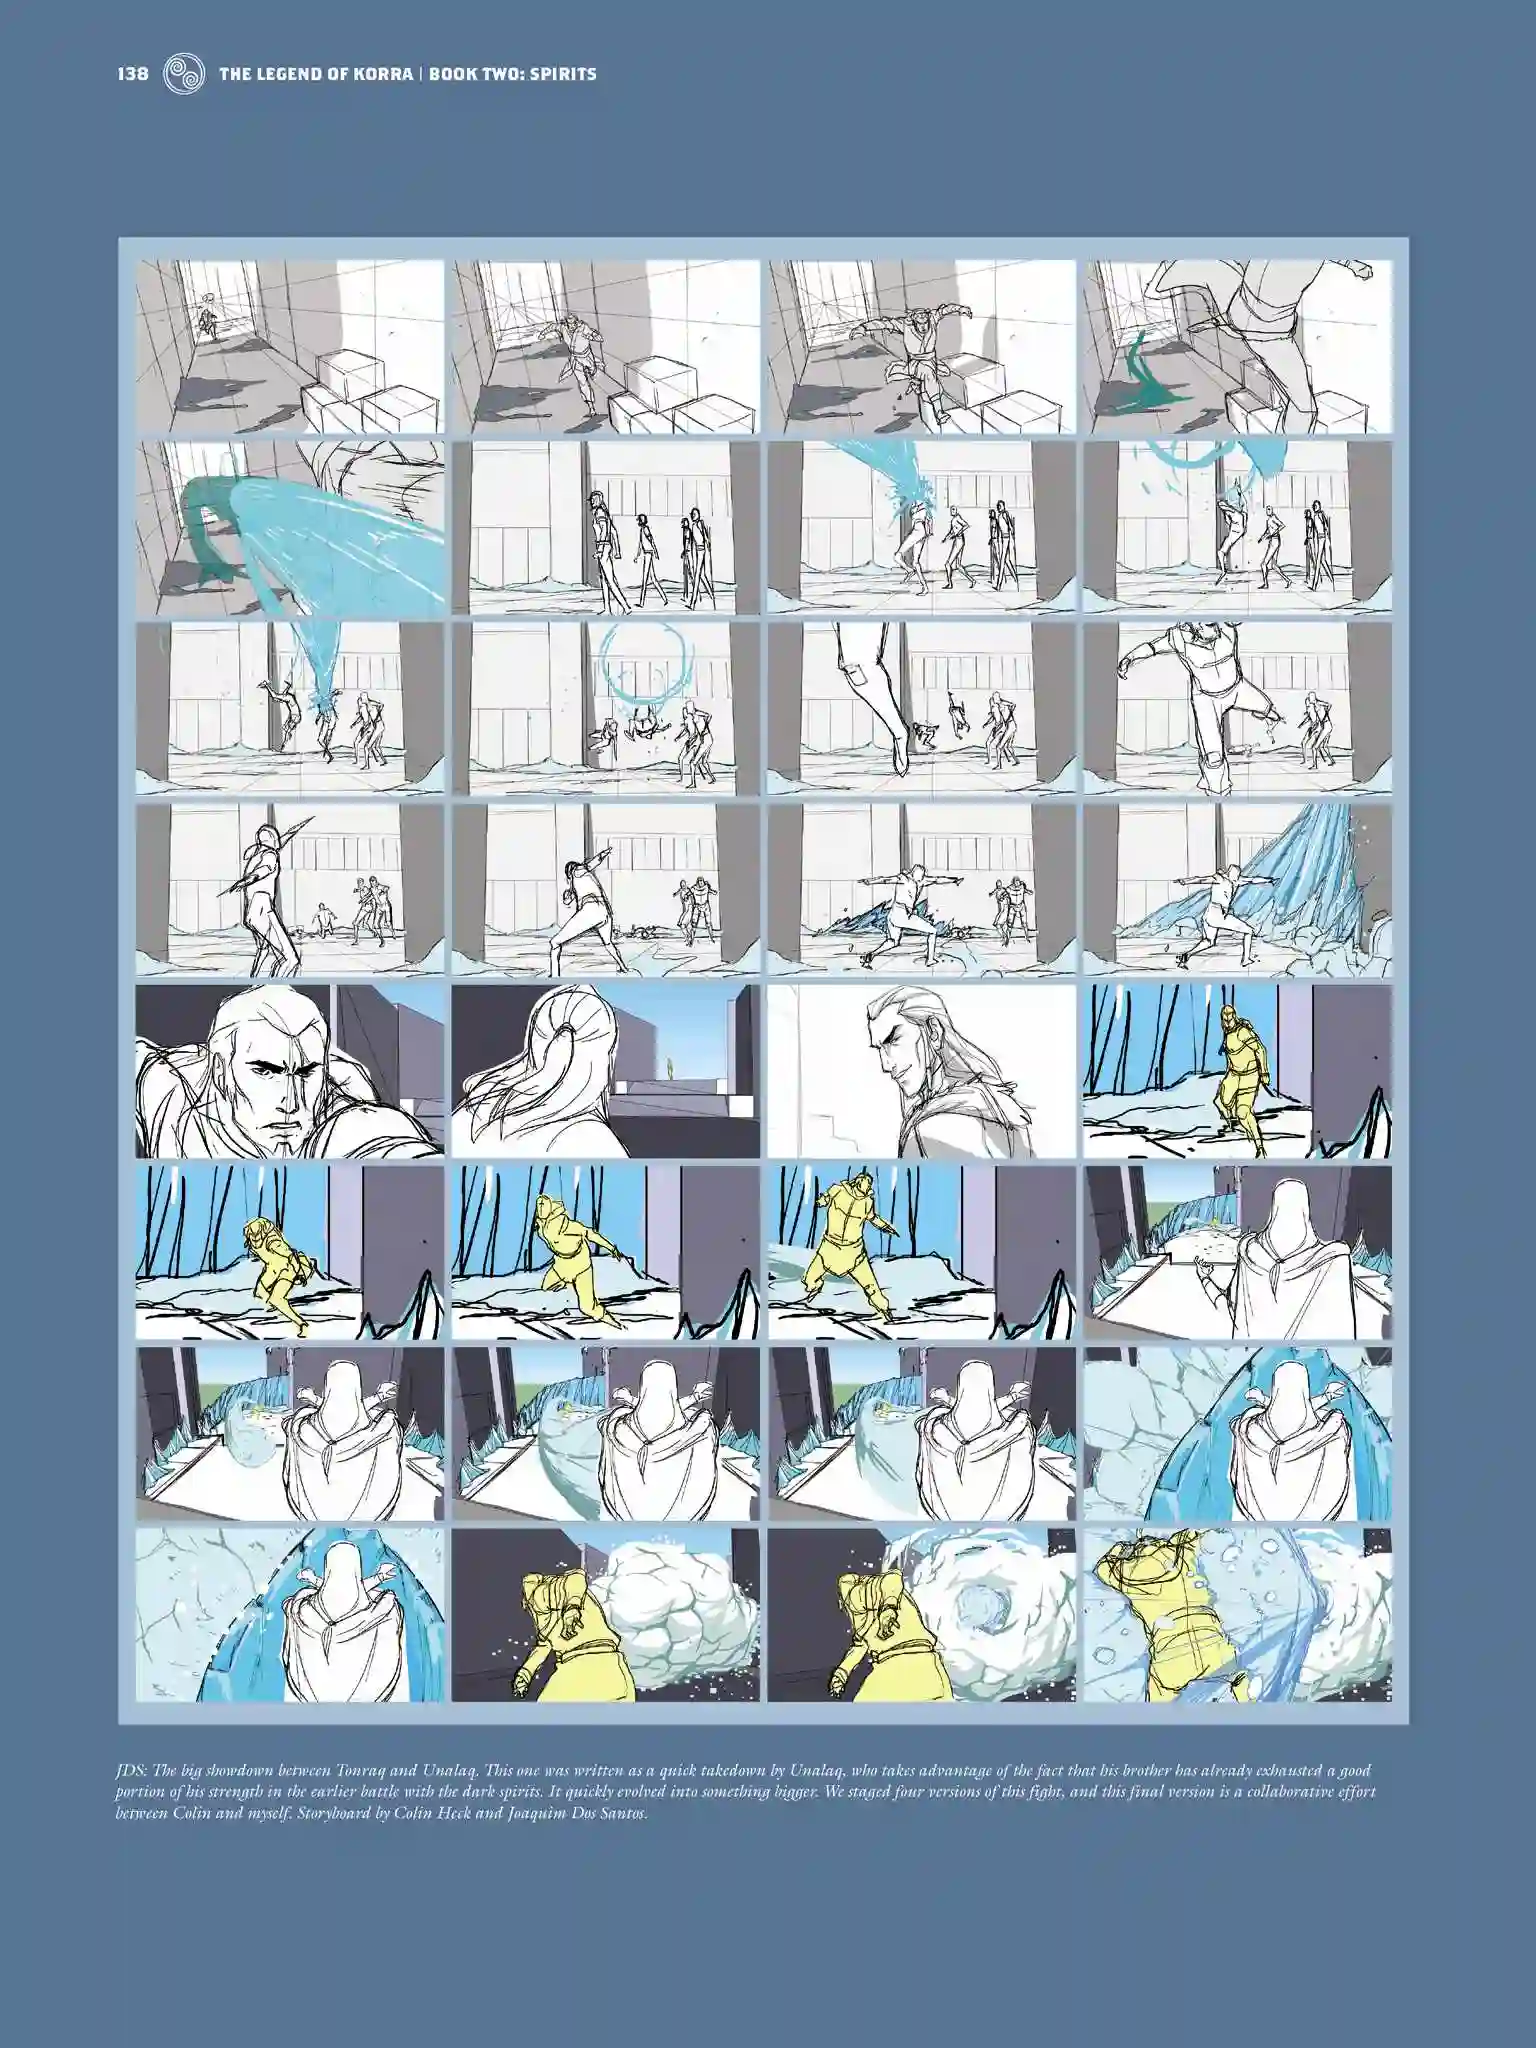 138 THE LEGEND OF KORRA | BOOK TWO: SPIRITS
JDS: The big showdown between Tonraq and Unalaq. This one was written as a quick takedown by Unalaq, who takes advantage of the fact that his brother has already exhausted a good
portion of his strength in the earlier battle with the dark spirits. It quickly evolved into something bigger. We staged four versions of this fight, and this final version is a collaborative effort
between Colin and myself. Storyboard by Colin Heck and Joaquim Dos Santos.